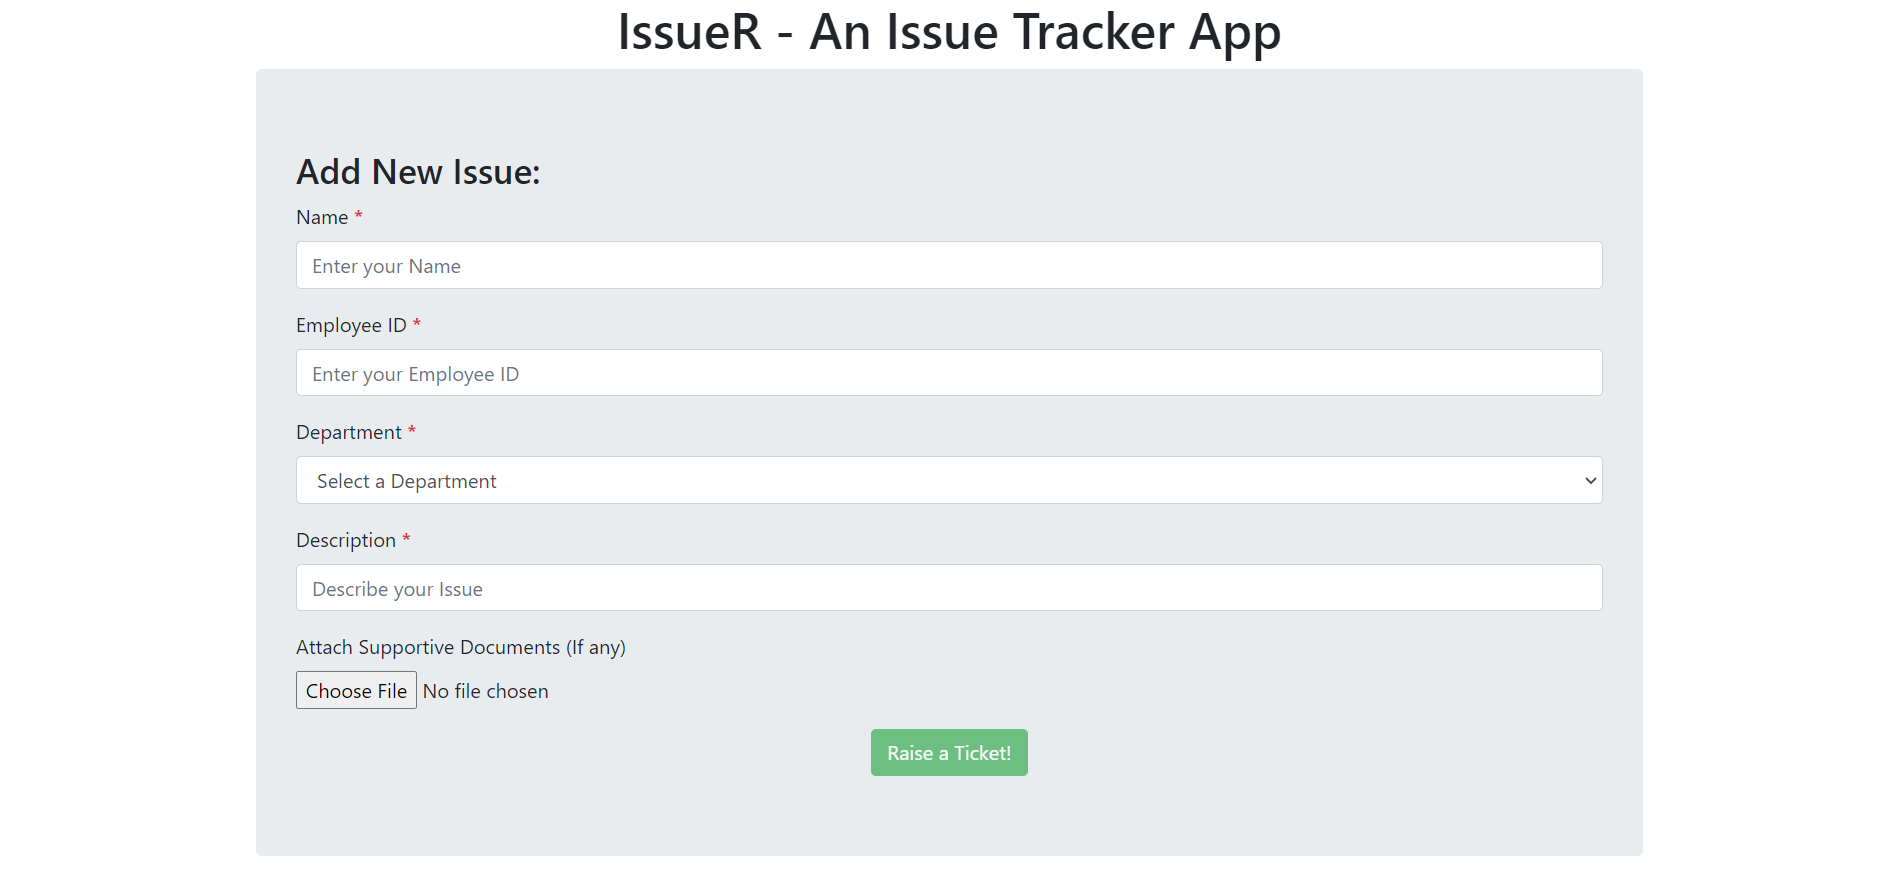 IssueR - An Issue Tracker App
Add New Issue:
Name *
Enter your Name
Employee ID *
Enter your Employee ID
Department *
Select a Department
Description *
Describe your Issue
Attach Supportive Documents (If any)
Choose File No file chosen
Raise a Ticket!